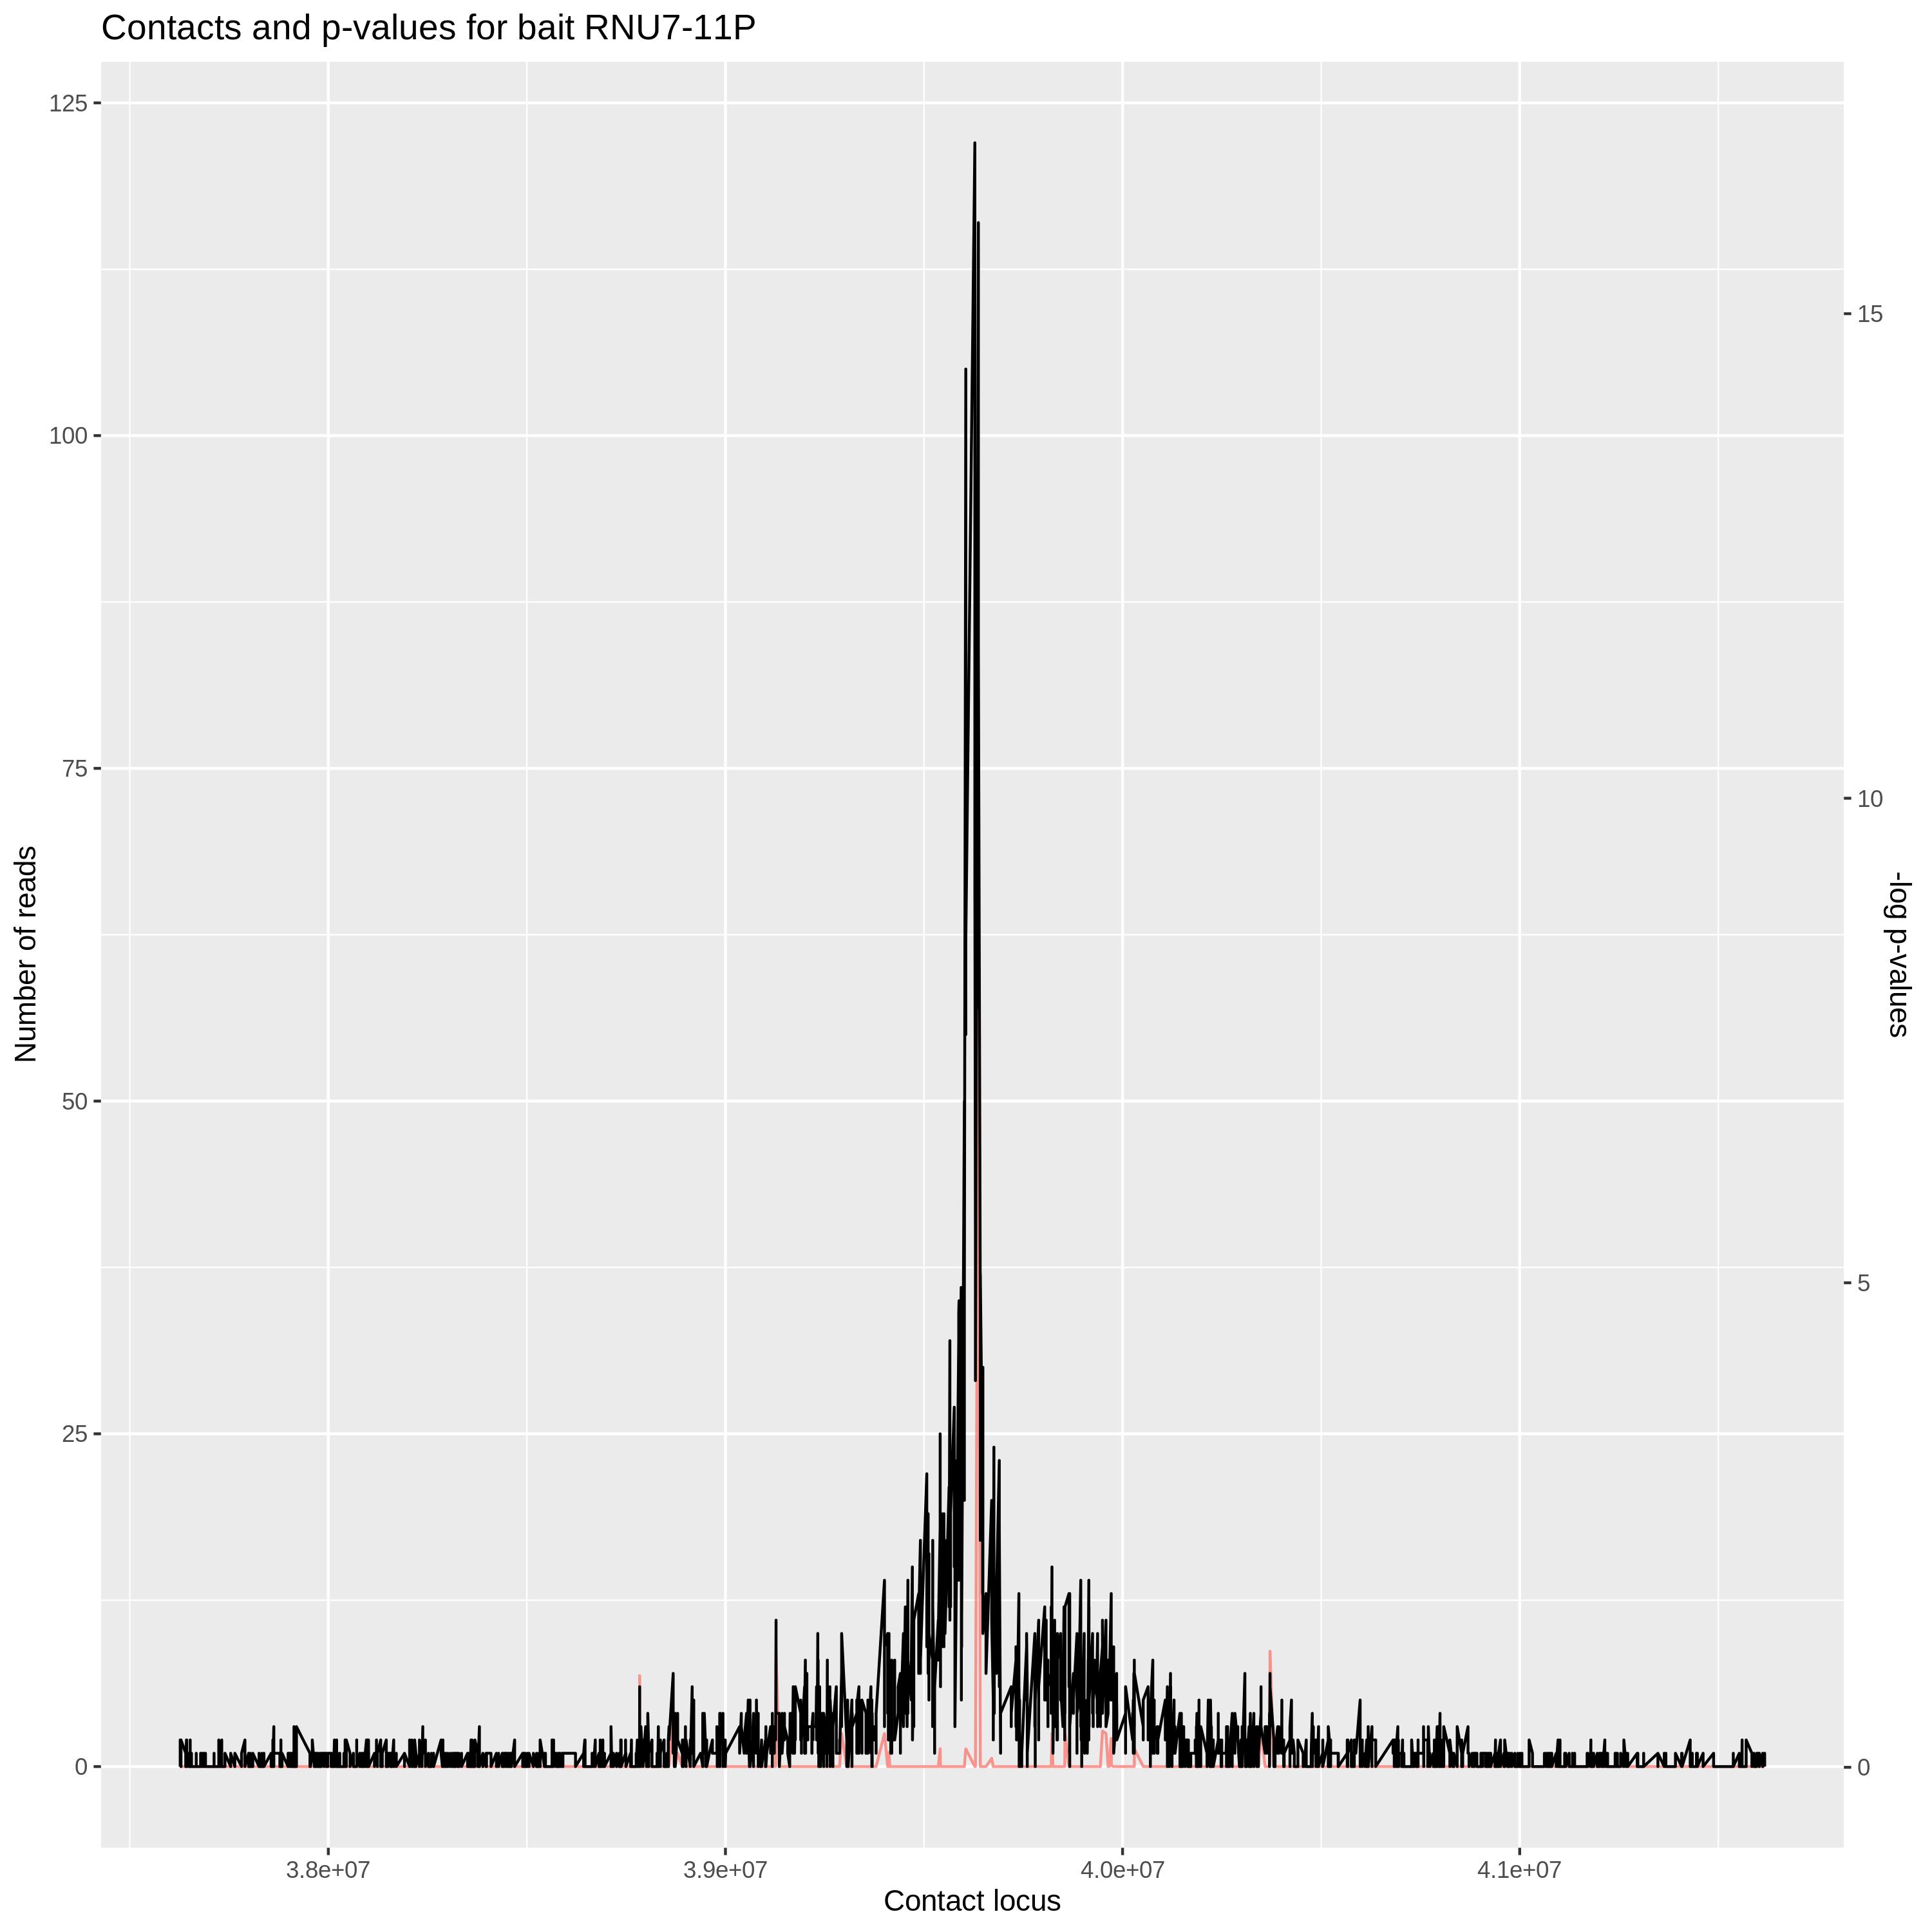 Contacts and p-values for bait RNU7-11P
125
100
75
50
25
0
Number of reads
15
10
5
0
-log p-values
3.8e+07
3.9e+07
4.0e+07
4.1e+07
Contact locus